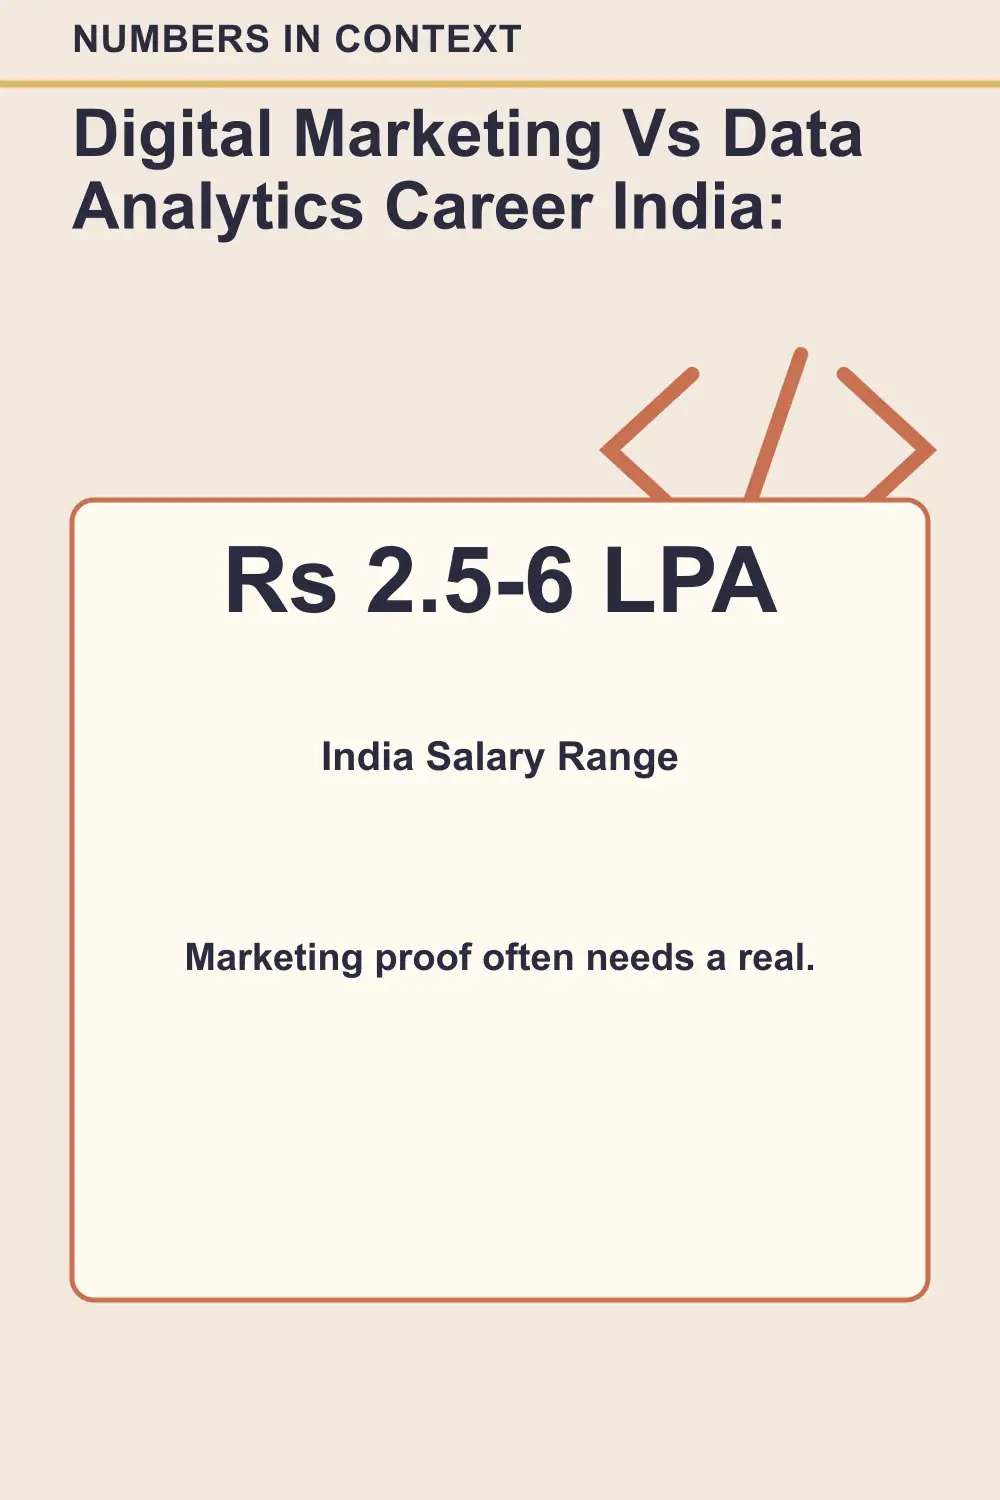 NUMBERS IN CONTEXT
Digital Marketing Vs Data
Analytics Career India:
Rs 2.5-6 LPA
India Salary Range
Marketing proof often needs a real.